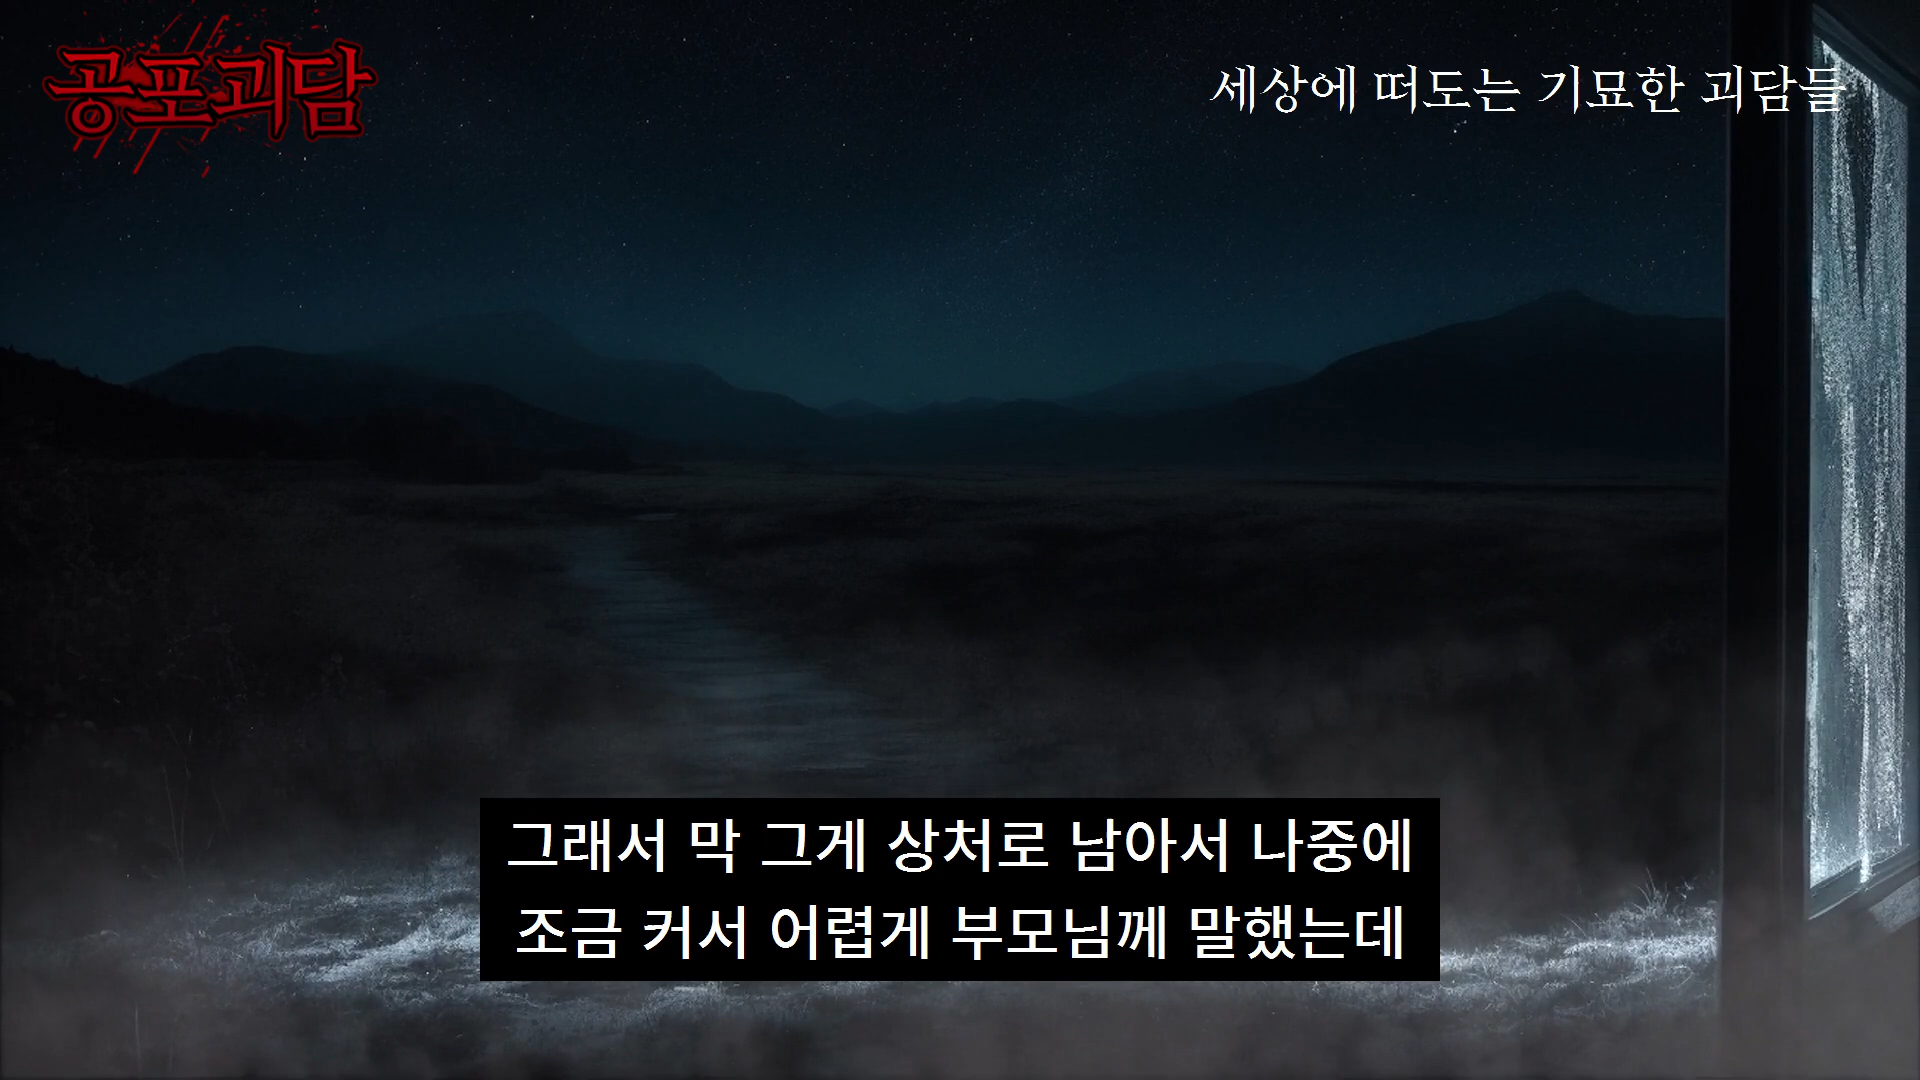 공포괴담
세상에 떠도는 기묘한 괴담들
그래서 막 그게 상처로 남아서 나중에
조금 커서 어렵게 부모님께 말했는데